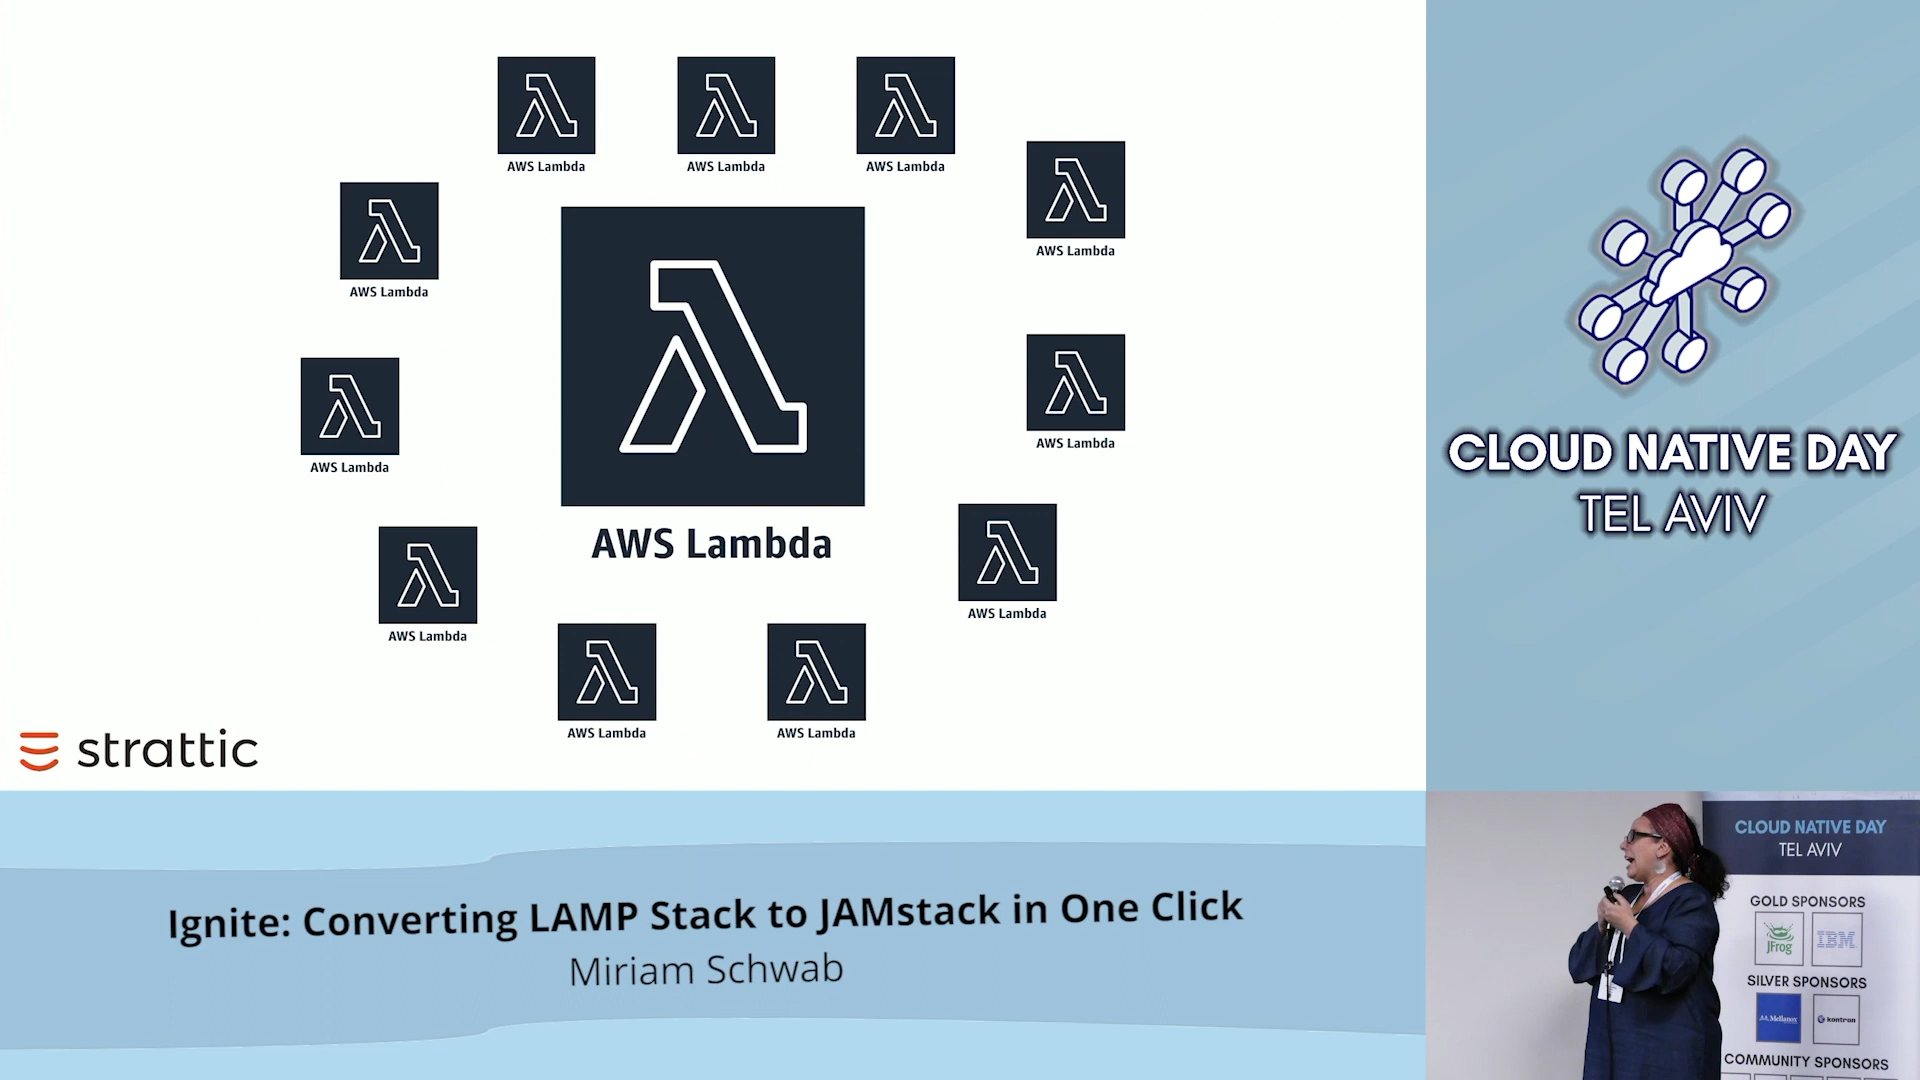 AWS Lambda
AWS Lambda
AWS Lambda
AWS Lambda
AWS Lambda
AWS Lambda
AWS Lambda
AWS Lambda
AWS Lambda
AWS Lambda
AWS Lambda
AWS Lambda
strattic
CLOUD NATIVE DAY
TEL AVIV
Ignite: Converting LAMP Stack to JAMstack in One Click
Miriam Schwab
CLOUD NATIVE DAY
TEL AVIV
GOLD SPONSORS
JFrog
IBM
SILVER SPONSORS
Mellanox
kontron
COMMUNITY SPONSORS